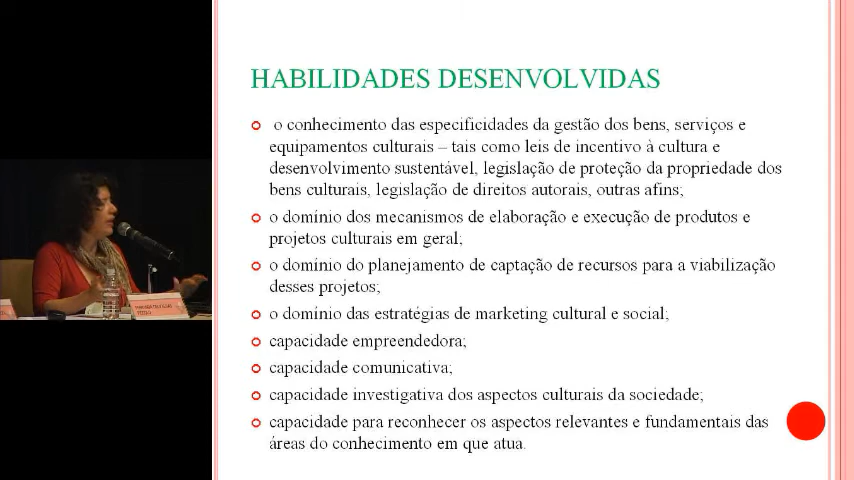 HABILIDADES DESENVOLVIDAS
o conhecimento das especificidades da gestão dos bens, serviços e
equipamentos culturais – tais como leis de incentivo à cultura e
desenvolvimento sustentável, legislação de proteção da propriedade dos
bens culturais, legislação de direitos autorais, outras afins;
o domínio dos mecanismos de elaboração e execução de produtos e
projetos culturais em geral;
o domínio do planejamento de captação de recursos para a viabilização
desses projetos;
o domínio das estratégias de marketing cultural e social;
capacidade empreendedora;
capacidade comunicativa;
capacidade investigativa dos aspectos culturais da sociedade;
capacidade para reconhecer os aspectos relevantes e fundamentais das
áreas do conhecimento em que atua.